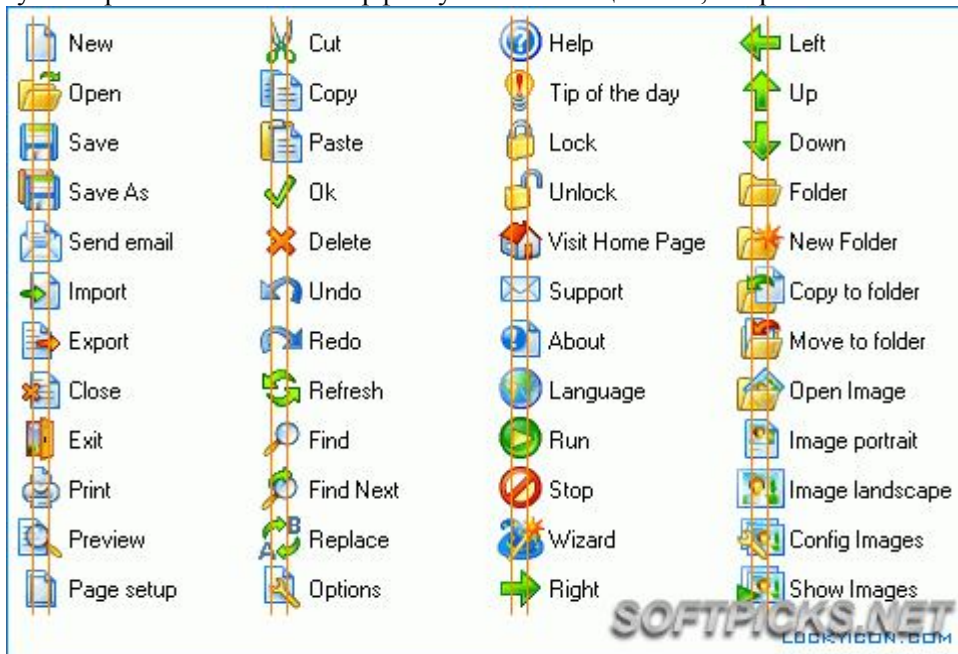 New
Open
Save
Save As
Send email
Import
Export
Close
Exit
Print
Preview
Page setup
Cut
Copy
Paste
Ok
Delete
Undo
Redo
Refresh
Find
Find Next
Replace
Options
Help
Tip of the day
Lock
Unlock
Visit Home Page
Support
About
Language
Run
Stop
Wizard
Right
Left
Up
Down
Folder
New Folder
Copy to folder
Move to folder
Open Image
Image portrait
Image landscape
Config Images
Show Images
SOFTPICKS.NET
LOCKYICON.COM